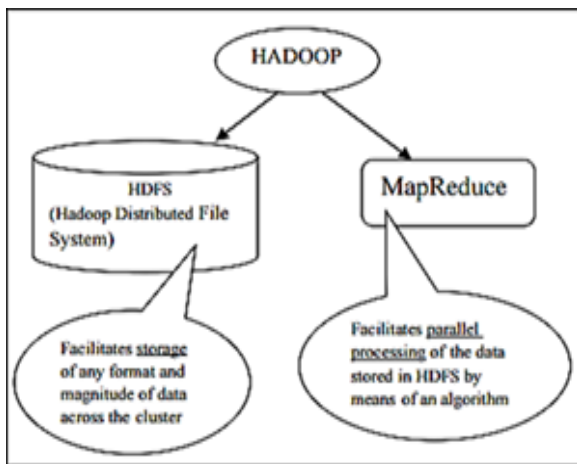 HADOOP
HDFS
(Hadoop Distributed File
System)
MapReduce
Facilitates storage
of any format and
magnitude of data
across the cluster
Facilitates parallel
processing of the data
stored in HDFS by
means of an algorithm